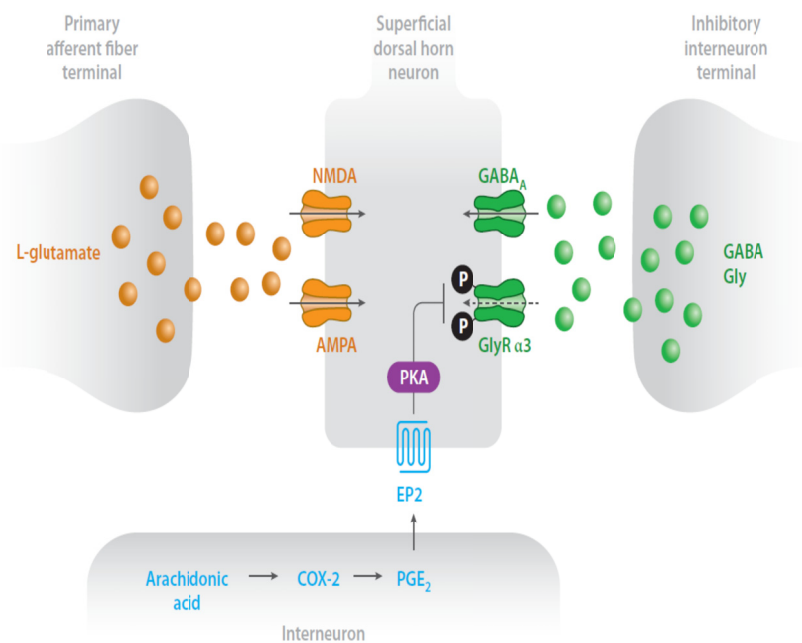 Primary
afferent fiber
terminal
Superficial
dorsal horn
neuron
Inhibitory
interneuron
terminal
NMDA
GABA_A
L-glutamate
GABA
Gly
P
P
AMPA
GlyR α3
PKA
EP2
Arachidonic
acid
COX-2
PGE₂
Interneuron